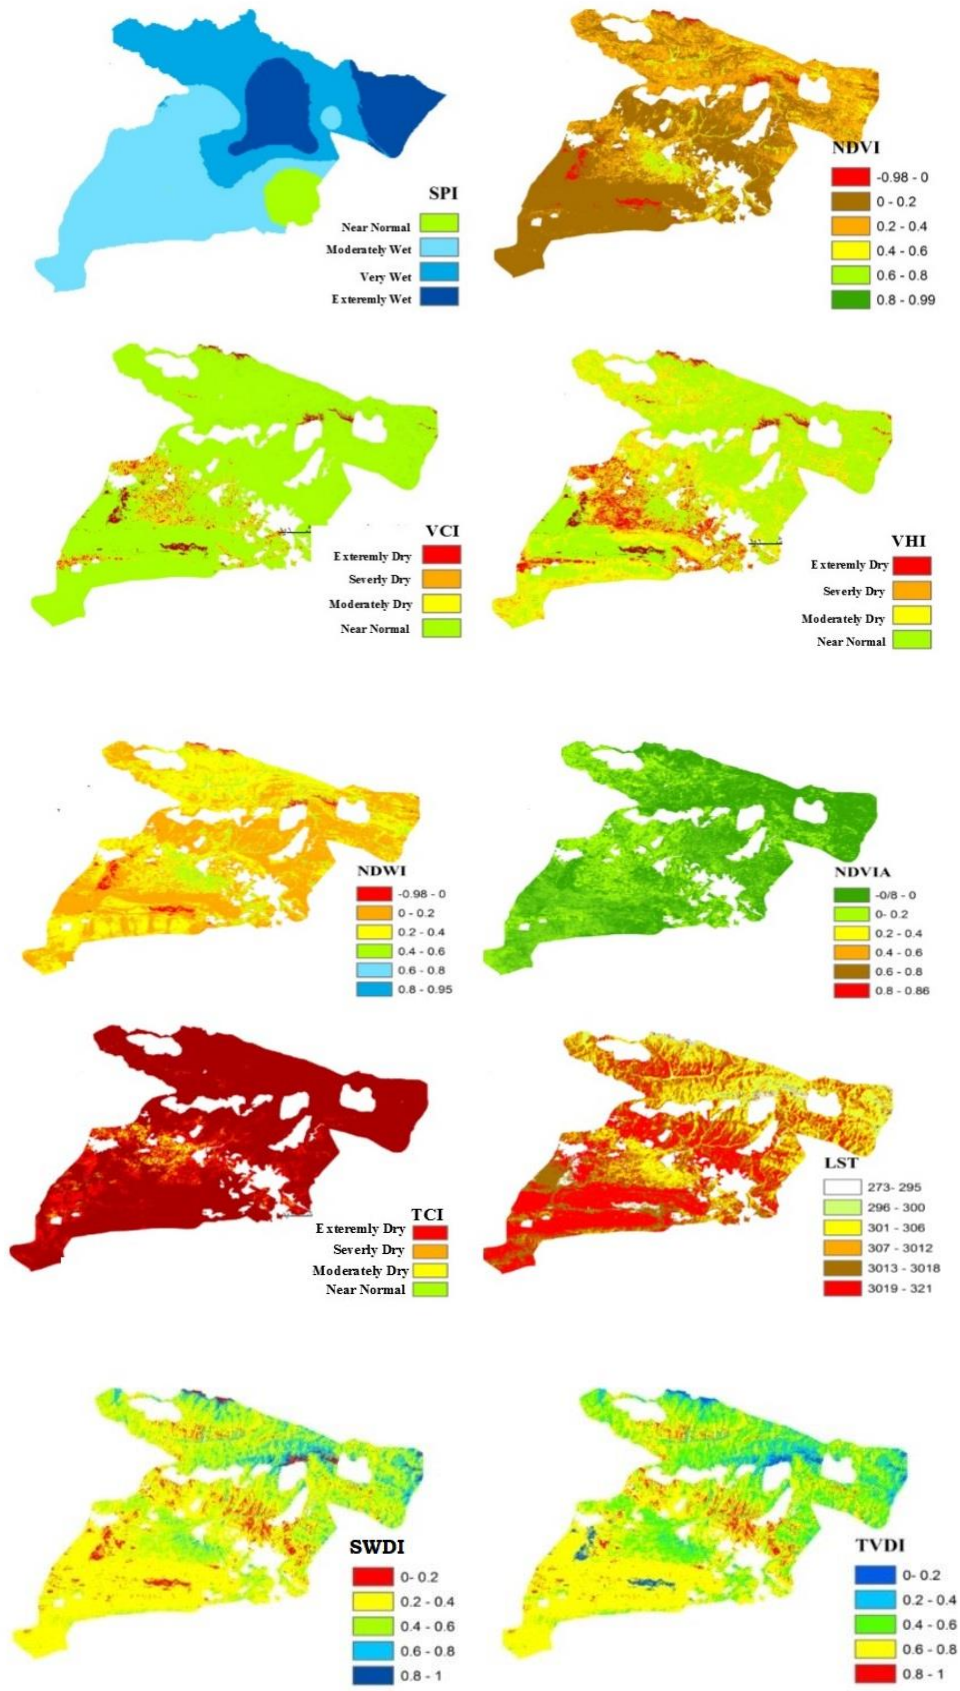 SPI
Near Normal
Moderately Wet
Very Wet
Exteremly Wet
NDVI
-0.98 - 0
0 - 0.2
0.2 - 0.4
0.4 - 0.6
0.6 - 0.8
0.8 - 0.99
VCI
Exteremly Dry
Severly Dry
Moderately Dry
Near Normal
VHI
Exteremly Dry
Severly Dry
Moderately Dry
Near Normal
NDWI
-0.98 - 0
0 - 0.2
0.2 - 0.4
0.4 - 0.6
0.6 - 0.8
0.8 - 0.95
NDVIA
-0/8 - 0
0- 0.2
0.2 - 0.4
0.4 - 0.6
0.6 - 0.8
0.8 - 0.86
TCI
Exteremly Dry
Severly Dry
Moderately Dry
Near Normal
LST
273- 295
296 - 300
301 - 306
307 - 3012
3013 - 3018
3019 - 321
SWDI
0- 0.2
0.2 - 0.4
0.4 - 0.6
0.6 - 0.8
0.8 - 1
TVDI
0- 0.2
0.2 - 0.4
0.4 - 0.6
0.6 - 0.8
0.8 - 1